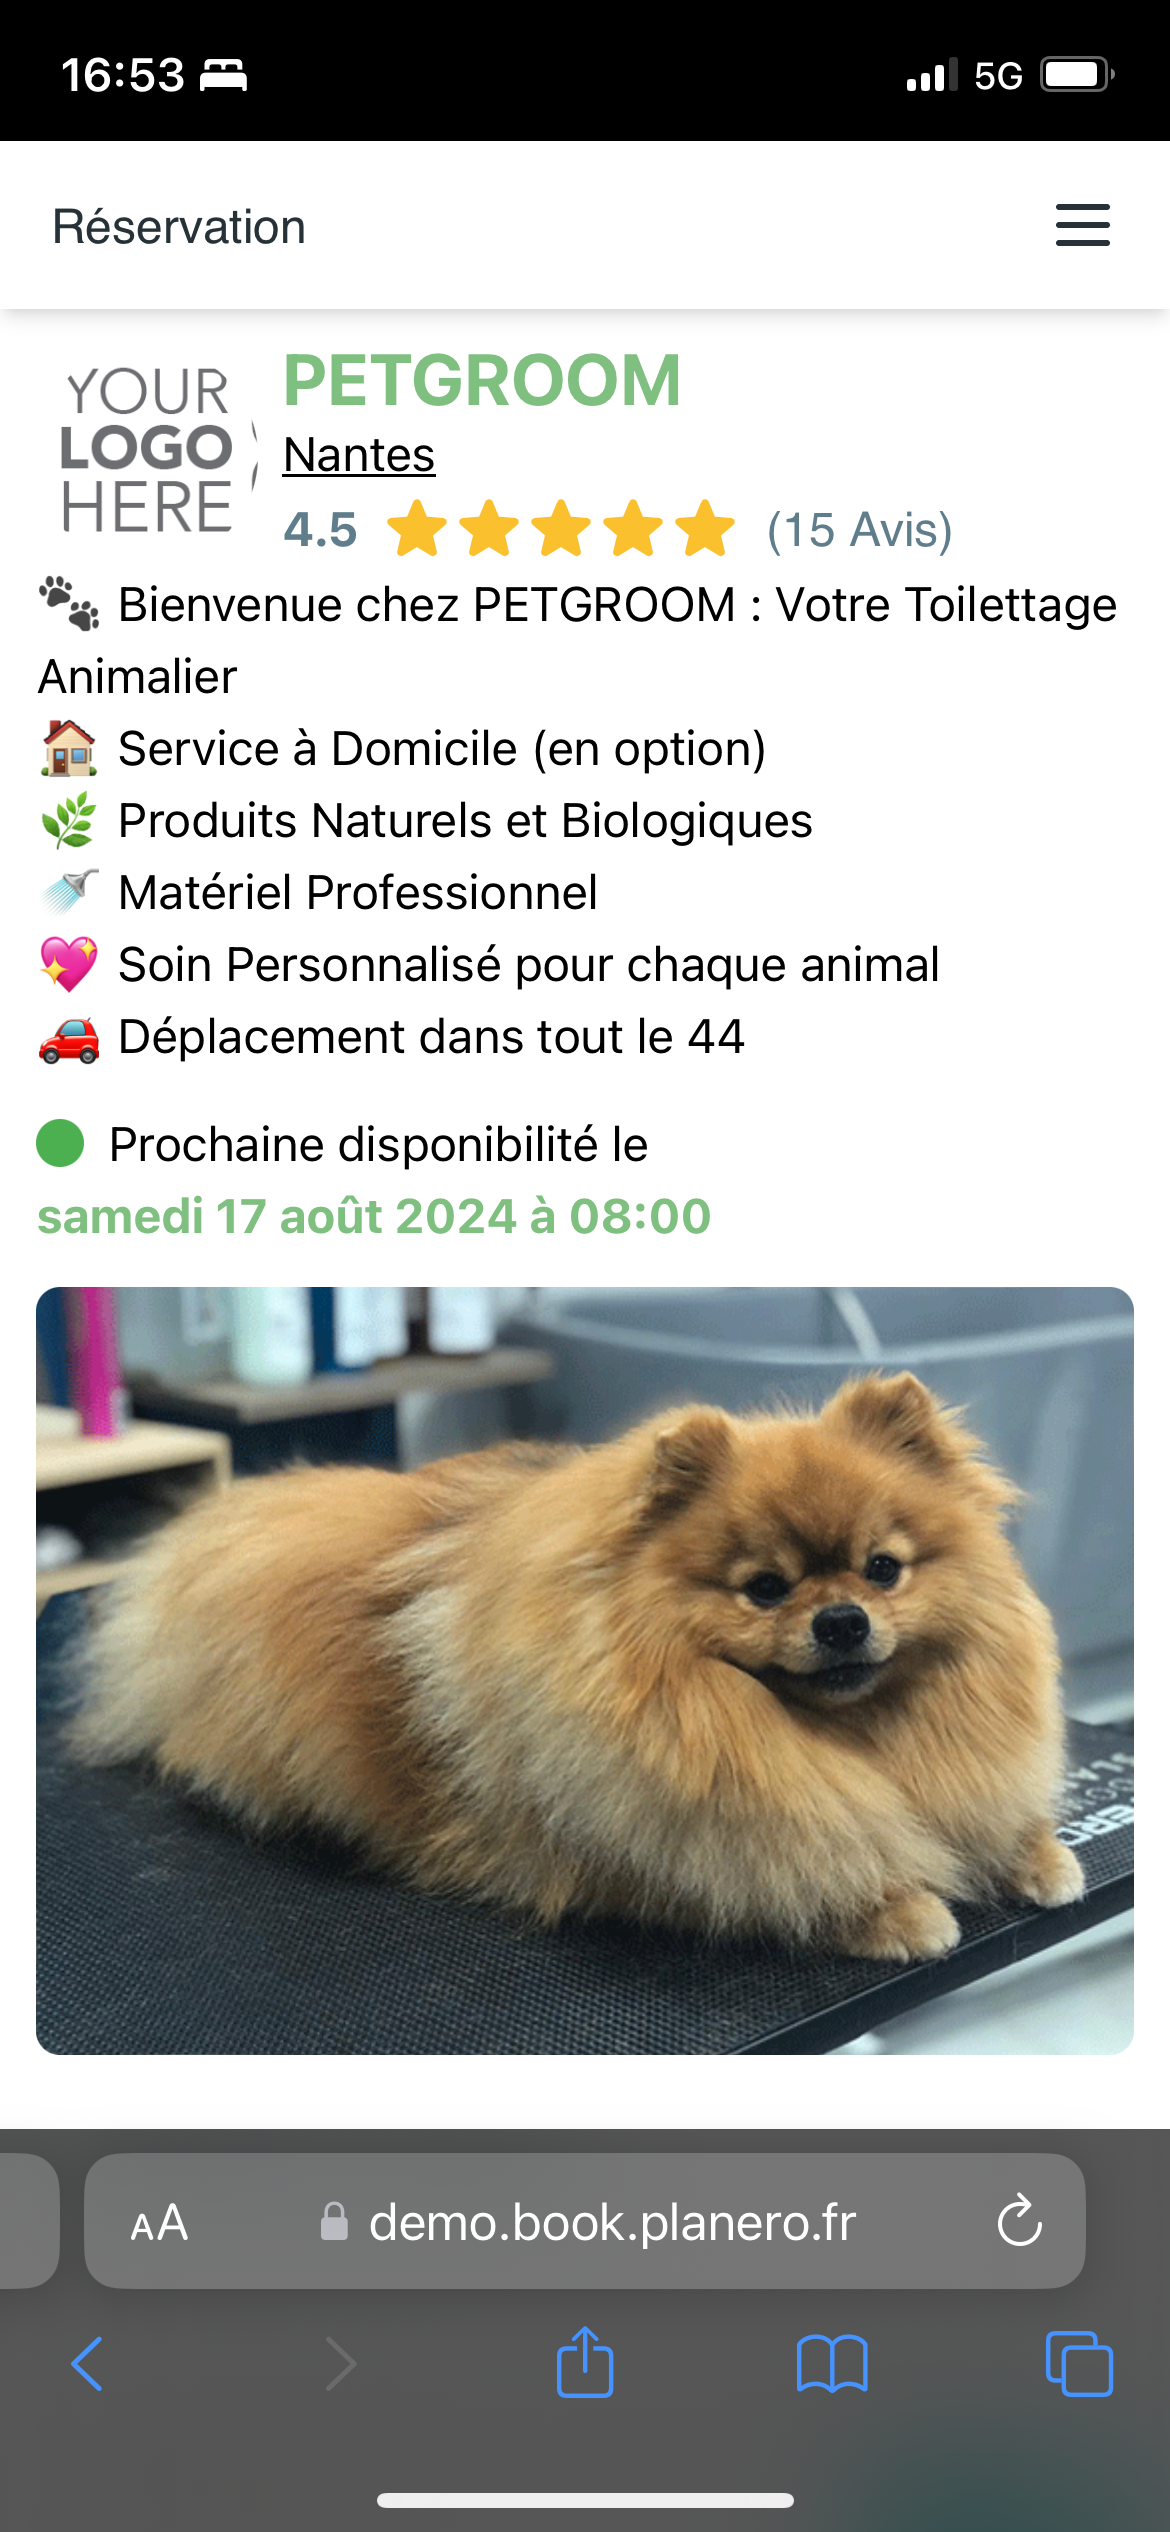 16:53
5G
Réservation
YOUR
LOGO
HERE
PETGROOM
Nantes
4.5 (15 Avis)
🐾 Bienvenue chez PETGROOM : Votre Toilettage
Animalier
🏠 Service à Domicile (en option)
🌿 Produits Naturels et Biologiques
🚿 Matériel Professionnel
💖 Soin Personnalisé pour chaque animal
🚗 Déplacement dans tout le 44
Prochaine disponibilité le
samedi 17 août 2024 à 08:00
AA
demo.book.planero.fr